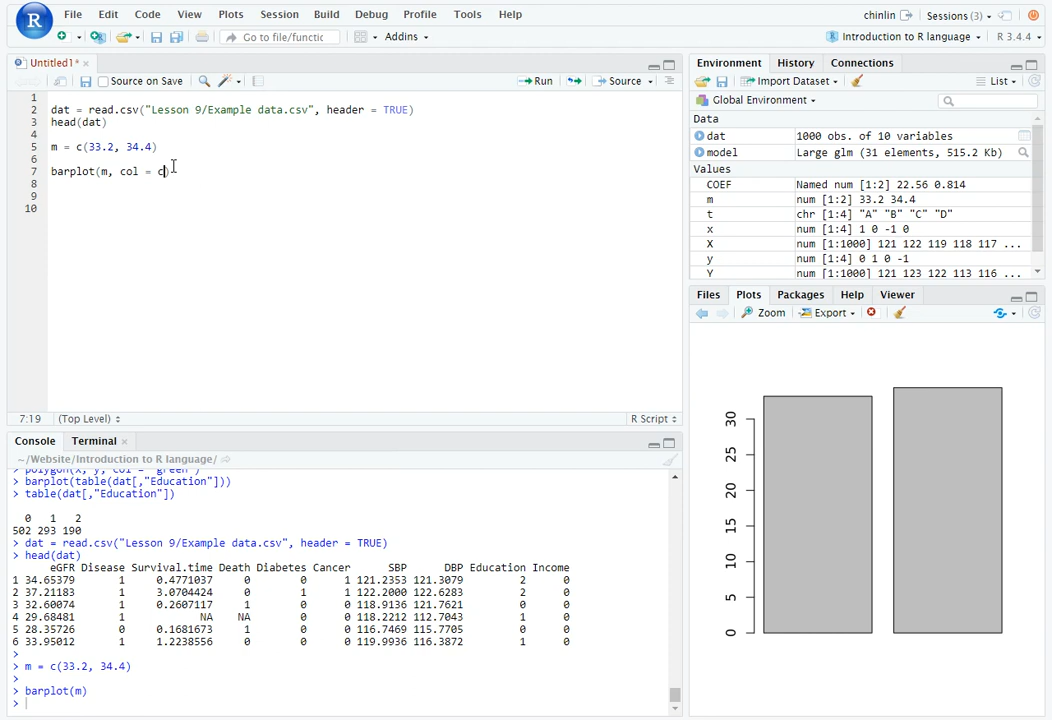 R File Edit Code View Plots Session Build Debug Profile Tools Help chinlin Sessions (3)
Go to file/functic Addins Introduction to R language R 3.4.4
Untitled1* ×
Source on Save Run Source
1
2 dat = read.csv("Lesson 9/Example data.csv", header = TRUE)
3 head(dat)
4
5 m = c(33.2, 34.4)
6
7 barplot(m, col = c)
8
9
10
7:19 (Top Level) R Script
Console Terminal ×
~/Website/Introduction to R language/
> polygon(x, y, col = "green")
> barplot(table(dat[,"Education"]))
> table(dat[,"Education"])
0 1 2
502 293 190
> dat = read.csv("Lesson 9/Example data.csv", header = TRUE)
> head(dat)
eGFR Disease Survival.time Death Diabetes Cancer SBP DBP Education Income
1 34.65379 1 0.4771037 0 0 1 121.2353 121.3079 2 0
2 37.21183 1 3.0704424 0 1 1 122.2000 122.6283 2 0
3 32.60074 1 0.2607117 1 0 0 118.9136 121.7621 0 0
4 29.68481 1 NA NA 0 0 118.2212 112.7043 1 0
5 28.35726 0 0.1681673 1 0 0 116.7469 115.7705 0 0
6 33.95012 1 1.2238556 0 0 0 119.9936 116.3872 1 0
>
> m = c(33.2, 34.4)
>
> barplot(m)
>
Environment History Connections
Import Dataset List
Global Environment
Data
dat 1000 obs. of 10 variables
model Large glm (31 elements, 515.2 Kb)
Values
COEF Named num [1:2] 22.56 0.814
m num [1:2] 33.2 34.4
t chr [1:4] "A" "B" "C" "D"
x num [1:4] 1 0 -1 0
X num [1:1000] 121 122 119 118 117 ...
y num [1:4] 0 1 0 -1
Y num [1:1000] 121 123 122 113 116 ...
Files Plots Packages Help Viewer
Zoom Export
30
25
20
15
10
5
0